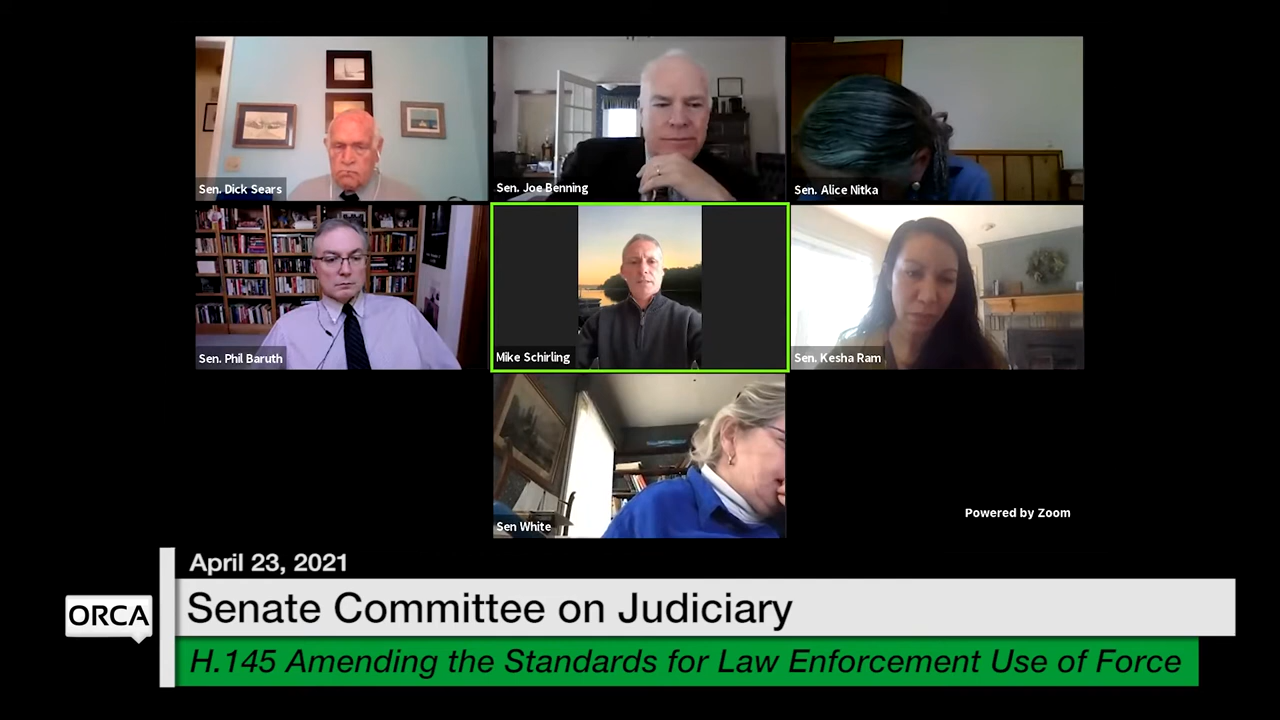 Sen. Dick Sears
Sen. Joe Benning
Sen. Alice Nitka
Sen. Phil Baruth
Mike Schirling
Sen. Kesha Ram
Sen White
Powered by Zoom
April 23, 2021
ORCA
Senate Committee on Judiciary
H.145 Amending the Standards for Law Enforcement Use of Force